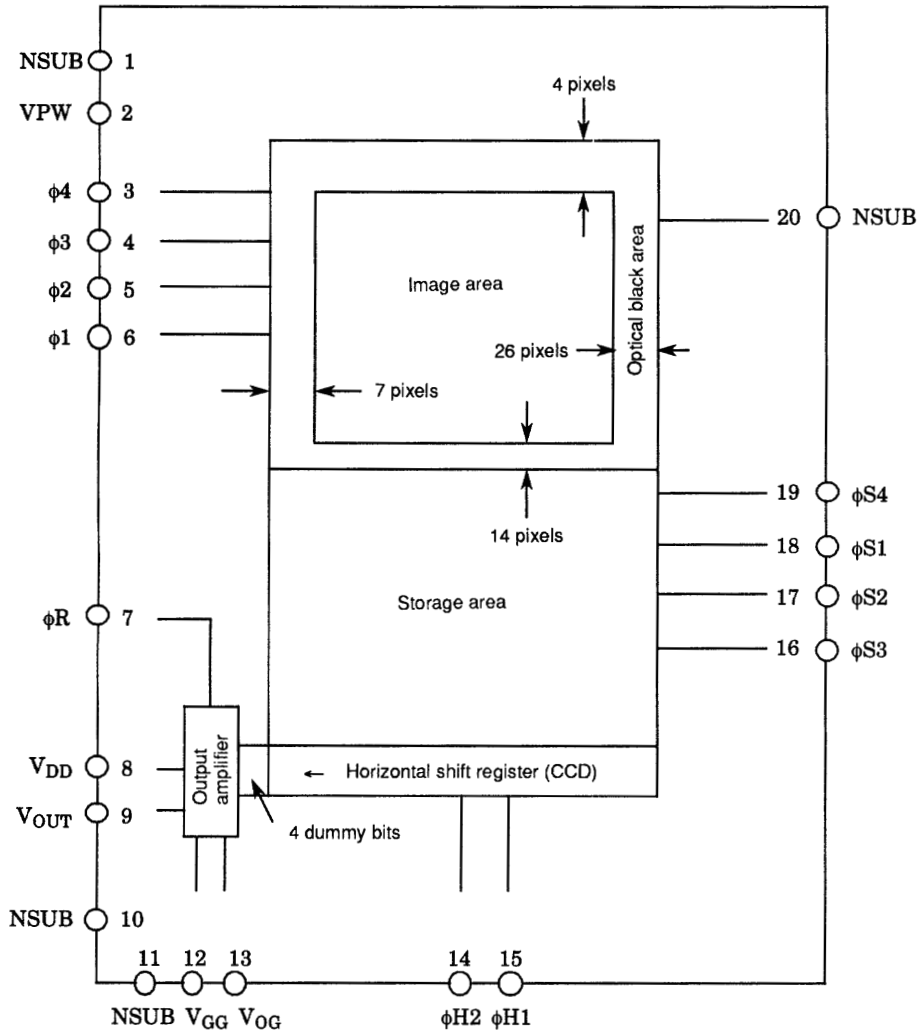 NSUB 1
4 pixels
VPW 2
ϕ4 3
20 NSUB
ϕ3 4
Optical black area
Image area
ϕ2 5
ϕ1 6
26 pixels
7 pixels
19 ϕS4
14 pixels
18 ϕS1
17 ϕS2
Storage area
ϕR 7
16 ϕS3
Output amplifier
VDD 8
← Horizontal shift register (CCD)
VOUT 9
4 dummy bits
NSUB 10
11 12 13 14 15
NSUB VGG VOG ϕH2 ϕH1